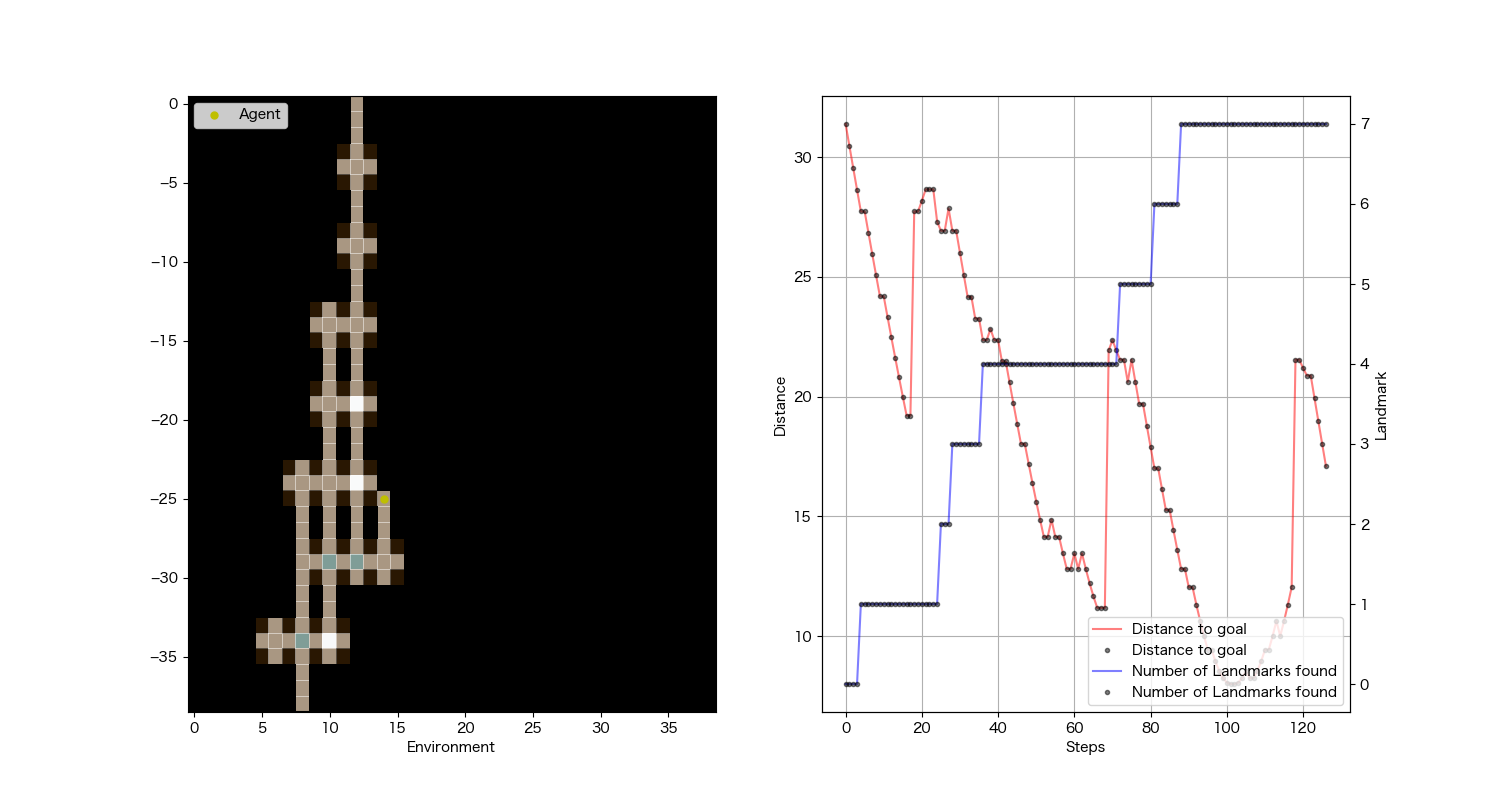 Agent
0
−5
−10
−15
−20
−25
−30
−35
0 5 10 15 20 25 30 35
Environment
Distance
30
25
20
15
10
0 20 40 60 80 100 120
Steps
7
6
5
4
3
2
1
0
Landmark
Distance to goal
Distance to goal
Number of Landmarks found
Number of Landmarks found